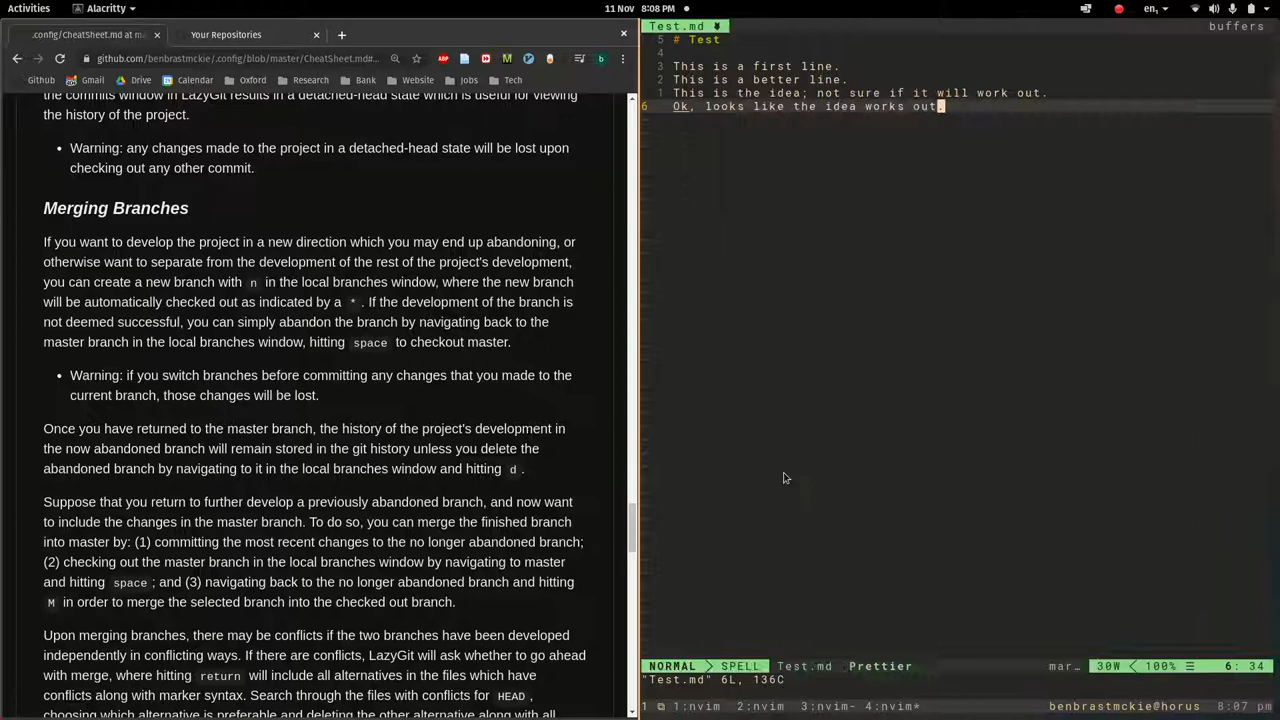 Activities
Alacritty
11 Nov
8:08 PM
en₁
.config/CheatSheet.md at m
Your Repositories
github.com/benbrastmckie/.config/blob/master/CheatSheet.md#...
Github Gmail Drive Calendar Oxford Research Bank Website Jobs Tech
the commits window in LazyGit results in a detached-head state which is useful for viewing
the history of the project.
Warning: any changes made to the project in a detached-head state will be lost upon
checking out any other commit.
Merging Branches
If you want to develop the project in a new direction which you may end up abandoning, or
otherwise want to separate from the development of the rest of the project's development,
you can create a new branch with n in the local branches window, where the new branch
will be automatically checked out as indicated by a * . If the development of the branch is
not deemed successful, you can simply abandon the branch by navigating back to the
master branch in the local branches window, hitting space to checkout master.
Warning: if you switch branches before committing any changes that you made to the
current branch, those changes will be lost.
Once you have returned to the master branch, the history of the project's development in
the now abandoned branch will remain stored in the git history unless you delete the
abandoned branch by navigating to it in the local branches window and hitting d .
Suppose that you return to further develop a previously abandoned branch, and now want
to include the changes in the master branch. To do so, you can merge the finished branch
into master by: (1) committing the most recent changes to the no longer abandoned branch;
(2) checking out the master branch in the local branches window by navigating to master
and hitting space ; and (3) navigating back to the no longer abandoned branch and hitting
M in order to merge the selected branch into the checked out branch.
Upon merging branches, there may be conflicts if the two branches have been developed
independently in conflicting ways. If there are conflicts, LazyGit will ask whether to go ahead
with merge, where hitting return will include all alternatives in the files which have
conflicts along with marker syntax. Search through the files with conflicts for HEAD ,
choosing which alternative is preferable and deleting the other alternative along with all
Test.md
buffers
5 # Test
4
3 This is a first line.
2 This is a better line.
1 This is the idea; not sure if it will work out.
6 Ok, looks like the idea works out.
NORMAL SPELL Test.md Prettier mar… 30W 100% ☰ 6: 34
"Test.md" 6L, 136C
1 1:nvim 2:nvim 3:nvim- 4:nvim* benbrastmckie@horus 8:07 pm